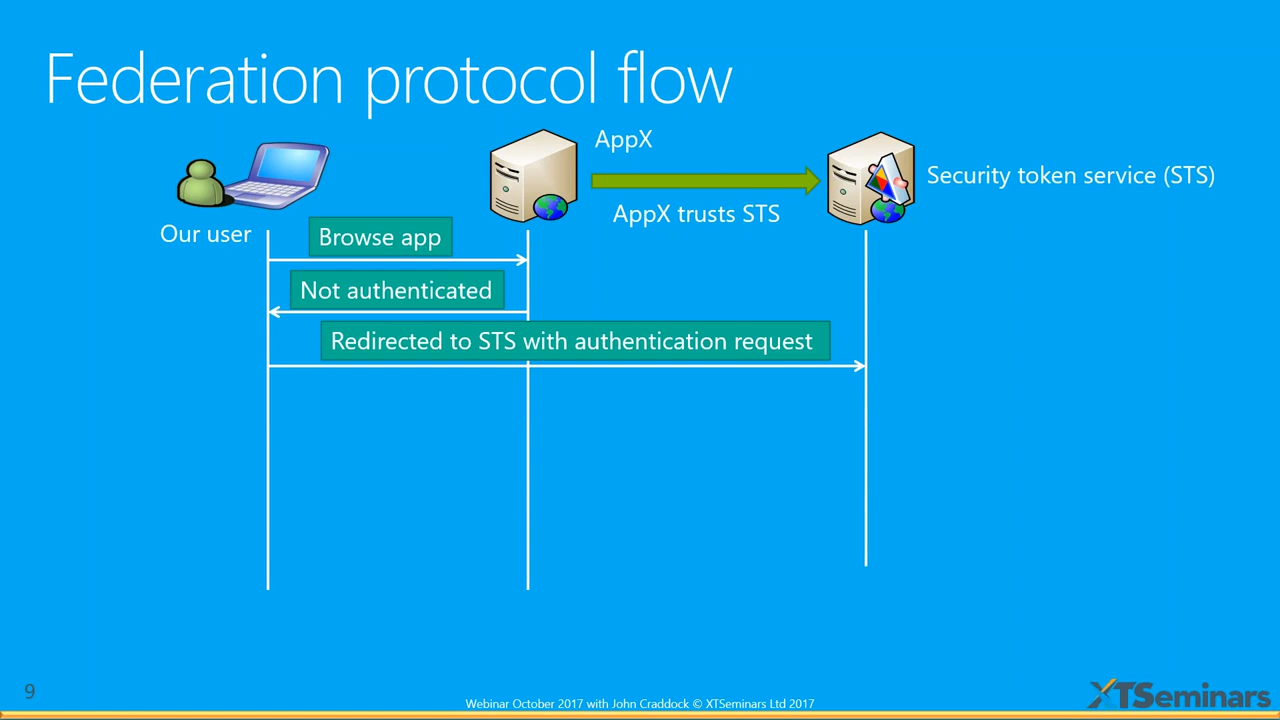 Federation protocol flow
AppX
Security token service (STS)
AppX trusts STS
Our user
Browse app
Not authenticated
Redirected to STS with authentication request
9
Webinar October 2017 with John Craddock © XTSeminars Ltd 2017
XTSeminars